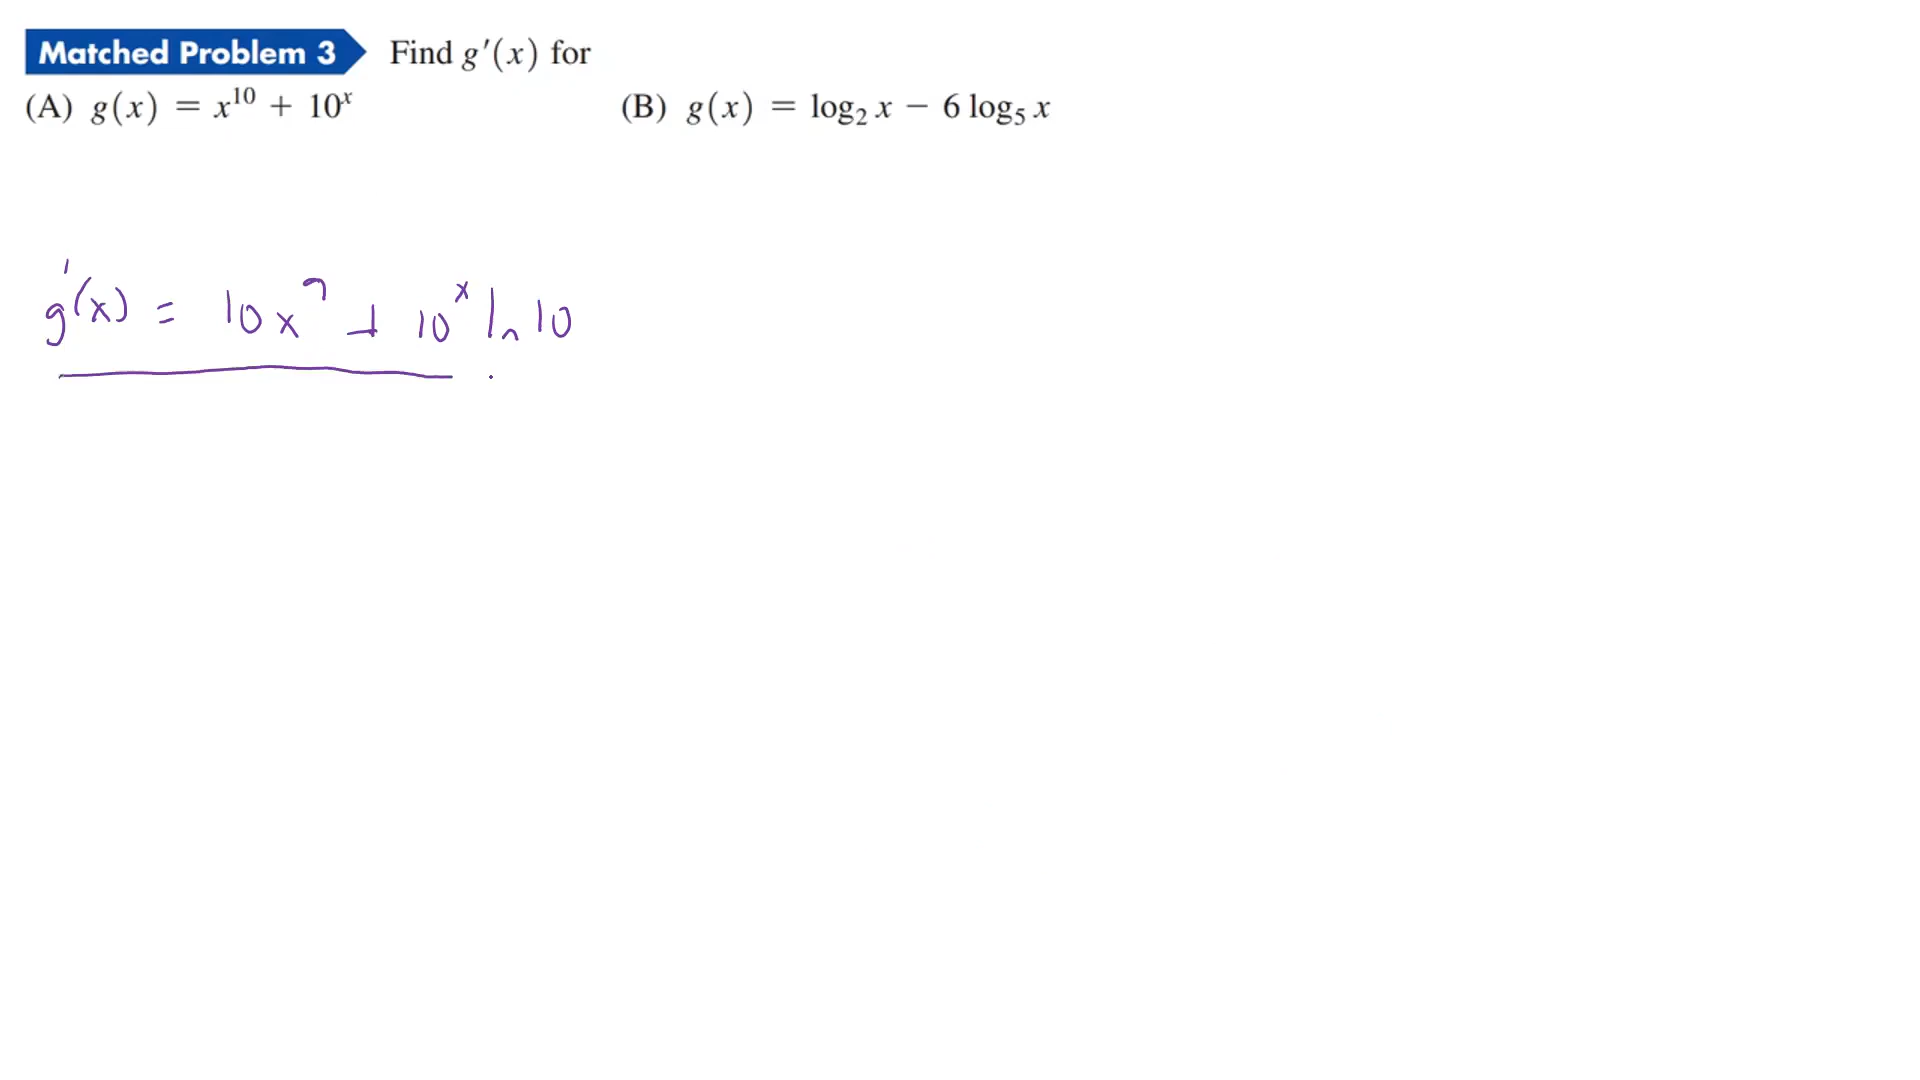 Matched Problem 3 Find g′(x) for
(A) g(x) = x¹⁰ + 10ˣ (B) g(x) = log₂ x − 6 log₅ x
g'(x) = 10x⁹ + 10ˣ ln 10